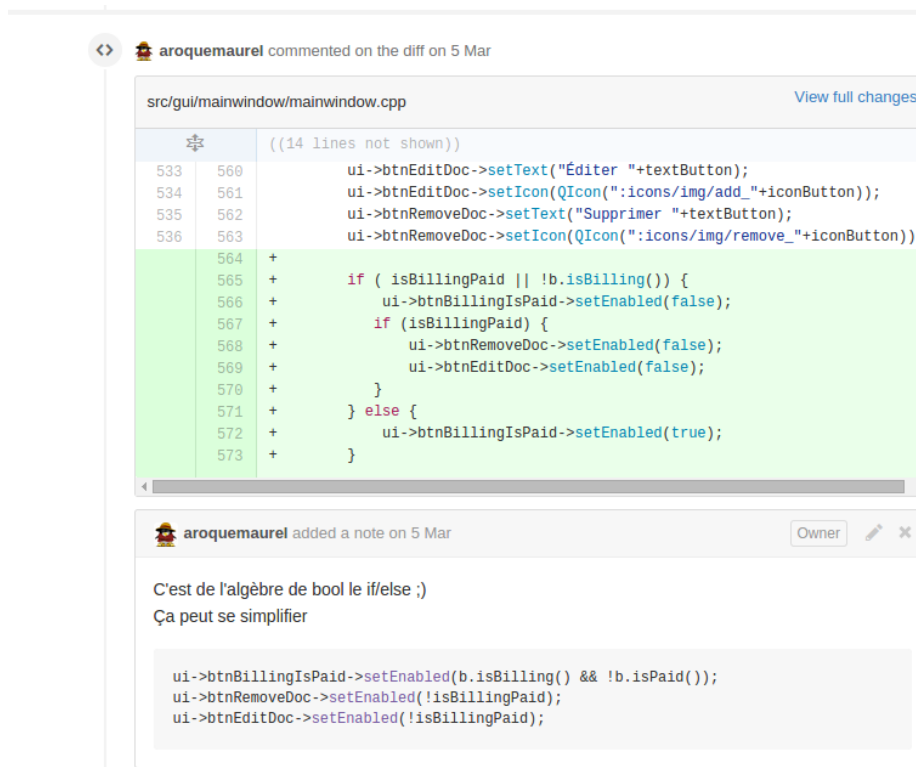 aroquemaurel commented on the diff on 5 Mar
src/gui/mainwindow/mainwindow.cpp View full changes
((14 lines not shown))
533 560 ui->btnEditDoc->setText("Éditer "+textButton);
534 561 ui->btnEditDoc->setIcon(QIcon(":icons/img/add_"+iconButton));
535 562 ui->btnRemoveDoc->setText("Supprimer "+textButton);
536 563 ui->btnRemoveDoc->setIcon(QIcon(":icons/img/remove_"+iconButton))
564 +
565 + if ( isBillingPaid || !b.isBilling()) {
566 + ui->btnBillingIsPaid->setEnabled(false);
567 + if (isBillingPaid) {
568 + ui->btnRemoveDoc->setEnabled(false);
569 + ui->btnEditDoc->setEnabled(false);
570 + }
571 + } else {
572 + ui->btnBillingIsPaid->setEnabled(true);
573 + }
aroquemaurel added a note on 5 Mar Owner
C'est de l'algèbre de bool le if/else ;)
Ça peut se simplifier
ui->btnBillingIsPaid->setEnabled(b.isBilling() && !b.isPaid());
ui->btnRemoveDoc->setEnabled(!isBillingPaid);
ui->btnEditDoc->setEnabled(!isBillingPaid);